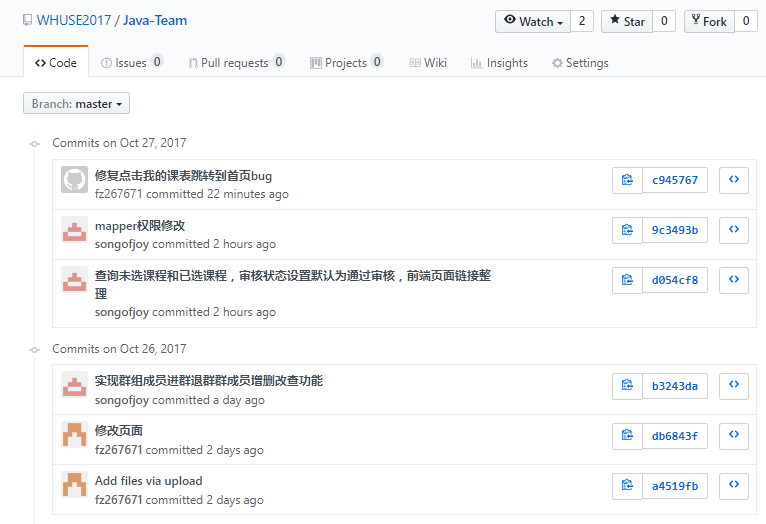 WHUSE2017 / Java-Team
Watch 2 Star 0 Fork 0
Code Issues 0 Pull requests 0 Projects 0 Wiki Insights Settings
Branch: master
Commits on Oct 27, 2017
修复点击我的课表跳转到首页bug
fz267671 committed 22 minutes ago
c945767
mapper权限修改
songofjoy committed 2 hours ago
9c3493b
查询未选课程和已选课程，审核状态设置默认为通过审核，前端页面链接整
理
songofjoy committed 2 hours ago
d054cf8
Commits on Oct 26, 2017
实现群组成员进群退群群成员增删改查功能
songofjoy committed a day ago
b3243da
修改页面
fz267671 committed 2 days ago
db6843f
Add files via upload
fz267671 committed 2 days ago
a4519fb